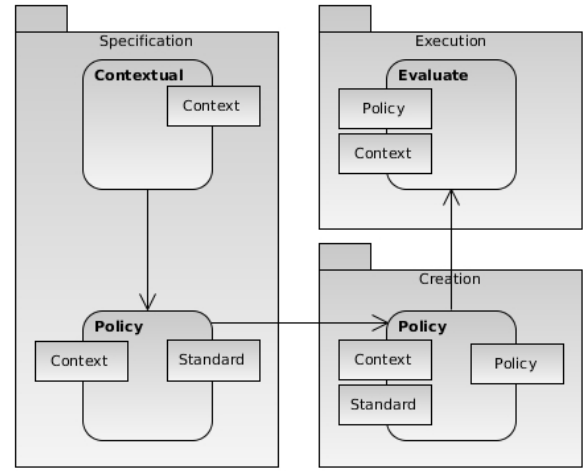 Specification
Contextual
Context
Policy
Context
Standard
Execution
Evaluate
Policy
Context
Creation
Policy
Context
Policy
Standard